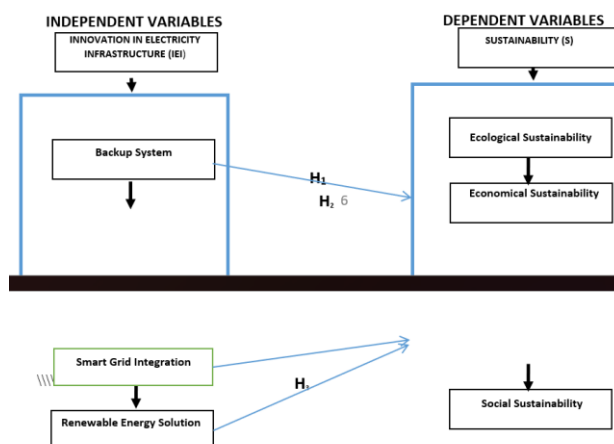 INDEPENDENT VARIABLES
DEPENDENT VARIABLES
INNOVATION IN ELECTRICITY
INFRASTRUCTURE (IEI)
SUSTAINABILITY (S)
Backup System
Ecological Sustainability
Economical Sustainability
H1
H2 6
Smart Grid Integration
Renewable Energy Solution
H3
Social Sustainability